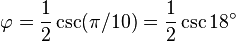 φ = 1/2 csc(π/10) = 1/2 csc 18°